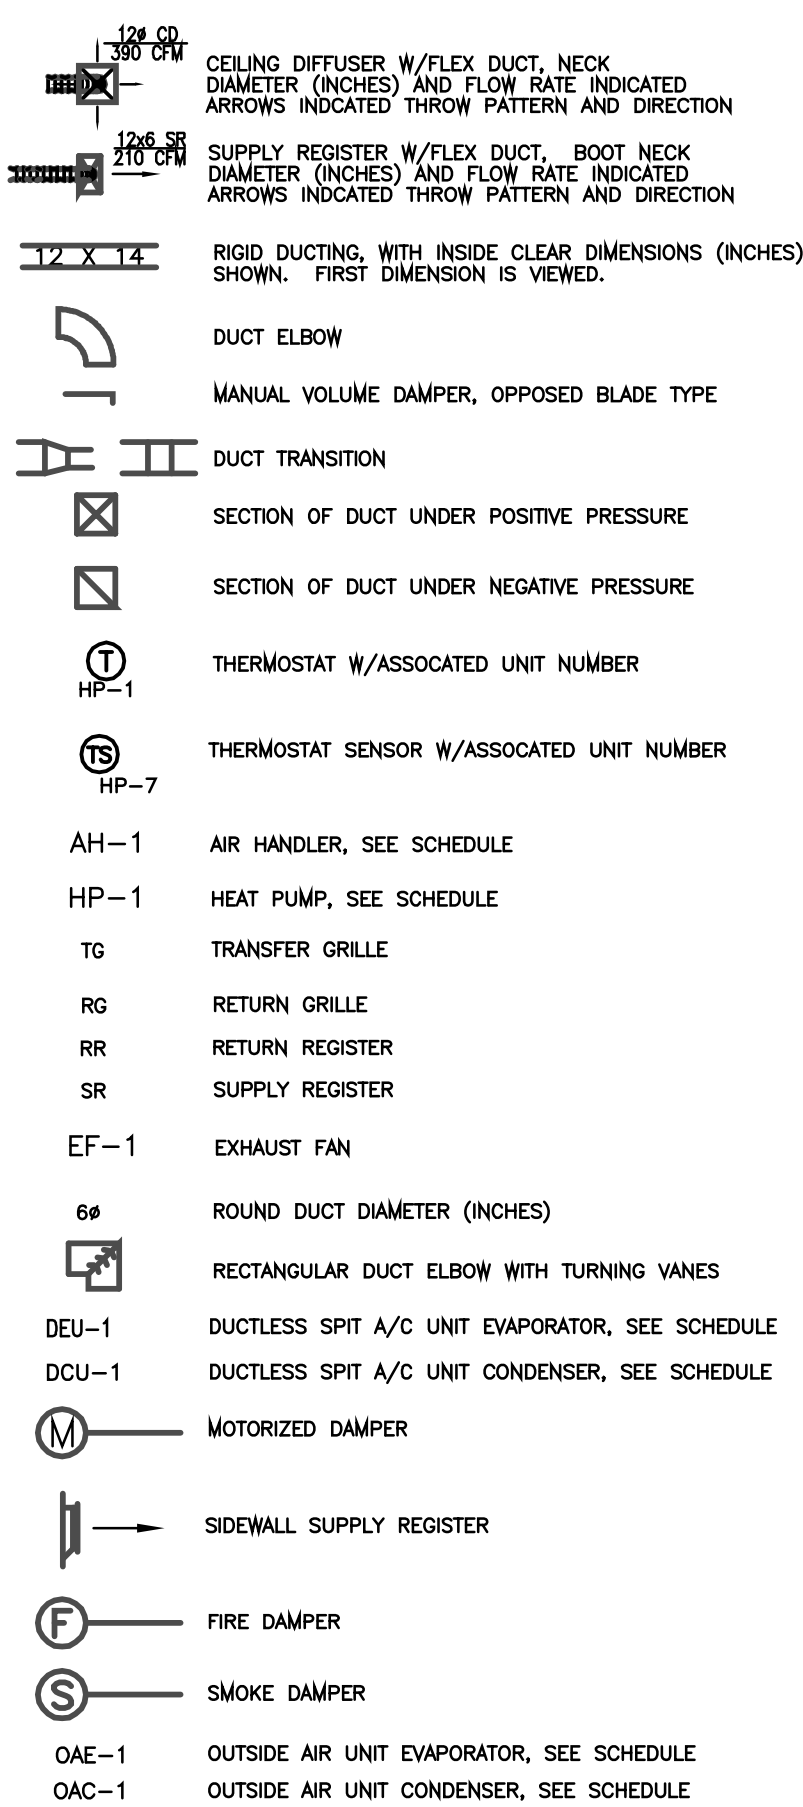 12ø CD
390 CFM
CEILING DIFFUSER W/FLEX DUCT, NECK
DIAMETER (INCHES) AND FLOW RATE INDICATED
ARROWS INDCATED THROW PATTERN AND DIRECTION
12x6 SR
210 CFM
SUPPLY REGISTER W/FLEX DUCT, BOOT NECK
DIAMETER (INCHES) AND FLOW RATE INDICATED
ARROWS INDCATED THROW PATTERN AND DIRECTION
12 X 14
RIGID DUCTING, WITH INSIDE CLEAR DIMENSIONS (INCHES)
SHOWN. FIRST DIMENSION IS VIEWED.
DUCT ELBOW
MANUAL VOLUME DAMPER, OPPOSED BLADE TYPE
DUCT TRANSITION
SECTION OF DUCT UNDER POSITIVE PRESSURE
SECTION OF DUCT UNDER NEGATIVE PRESSURE
T
HP-1
THERMOSTAT W/ASSOCATED UNIT NUMBER
TS
HP-7
THERMOSTAT SENSOR W/ASSOCATED UNIT NUMBER
AH-1 AIR HANDLER, SEE SCHEDULE
HP-1 HEAT PUMP, SEE SCHEDULE
TG TRANSFER GRILLE
RG RETURN GRILLE
RR RETURN REGISTER
SR SUPPLY REGISTER
EF-1 EXHAUST FAN
6ø ROUND DUCT DIAMETER (INCHES)
RECTANGULAR DUCT ELBOW WITH TURNING VANES
DEU-1 DUCTLESS SPIT A/C UNIT EVAPORATOR, SEE SCHEDULE
DCU-1 DUCTLESS SPIT A/C UNIT CONDENSER, SEE SCHEDULE
M MOTORIZED DAMPER
SIDEWALL SUPPLY REGISTER
F FIRE DAMPER
S SMOKE DAMPER
OAE-1 OUTSIDE AIR UNIT EVAPORATOR, SEE SCHEDULE
OAC-1 OUTSIDE AIR UNIT CONDENSER, SEE SCHEDULE